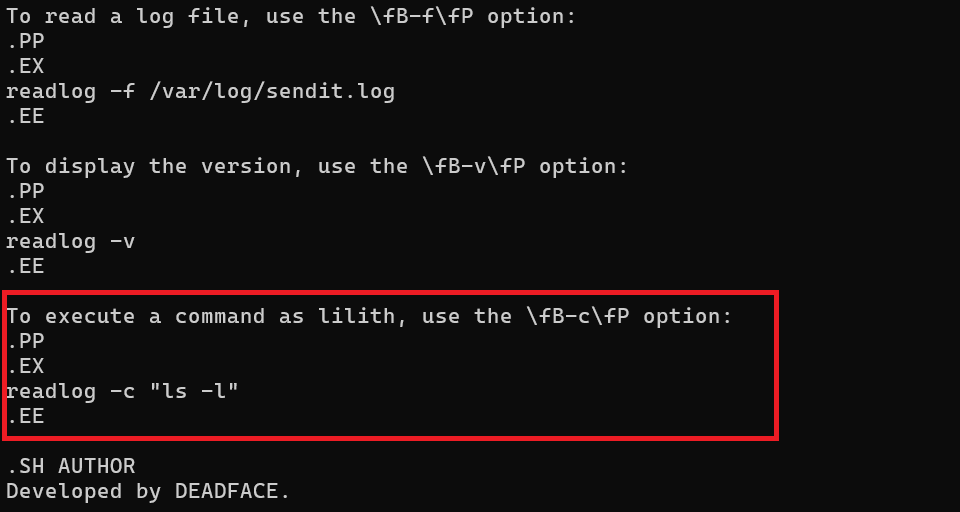 To read a log file, use the \fB-f\fP option:
.PP
.EX
readlog -f /var/log/sendit.log
.EE
To display the version, use the \fB-v\fP option:
.PP
.EX
readlog -v
.EE
To execute a command as lilith, use the \fB-c\fP option:
.PP
.EX
readlog -c "ls -l"
.EE
.SH AUTHOR
Developed by DEADFACE.